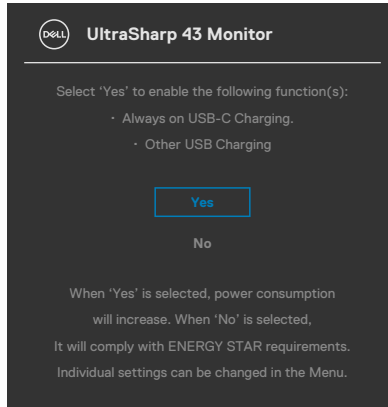 DELL
UltraSharp 43 Monitor
Select ‘Yes’ to enable the following function(s):
· Always on USB-C Charging.
· Other USB Charging
Yes
No
When ‘Yes’ is selected, power consumption
will increase. When ‘No’ is selected,
It will comply with ENERGY STAR requirements.
Individual settings can be changed in the Menu.